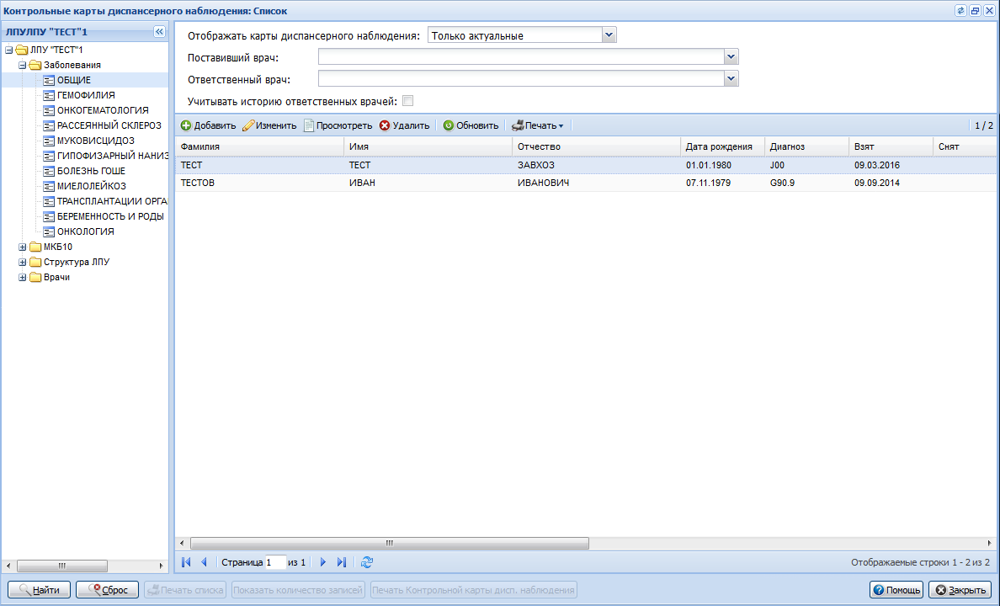 Контрольные карты диспансерного наблюдения: Список
ЛПУЛПУ "ТЕСТ"1
ЛПУ "ТЕСТ"1
Заболевания
ОБЩИЕ
ГЕМОФИЛИЯ
ОНКОГЕМАТОЛОГИЯ
РАССЕЯННЫЙ СКЛЕРОЗ
МУКОВИСЦИДОЗ
ГИПОФИЗАРНЫЙ НАНИЗ
БОЛЕЗНЬ ГОШЕ
МИЕЛОЛЕЙКОЗ
ТРАНСПЛАНТАЦИИ ОРГА
БЕРЕМЕННОСТЬ И РОДЫ
ОНКОЛОГИЯ
МКБ10
Структура ЛПУ
Врачи
Отображать карты диспансерного наблюдения: Только актуальные
Поставивший врач:
Ответственный врач:
Учитывать историю ответственных врачей:
Добавить Изменить Просмотреть Удалить Обновить Печать 1 / 2
Фамилия Имя Отчество Дата рождения Диагноз Взят Снят
ТЕСТ ТЕСТ ЗАВХОЗ 01.01.1980 J00 09.03.2016
ТЕСТОВ ИВАН ИВАНОВИЧ 07.11.1979 G90.9 09.09.2014
Страница 1 из 1 Отображаемые строки 1 - 2 из 2
Найти Сброс Печать списка Показать количество записей Печать Контрольной карты дисп. наблюдения Помощь Закрыть